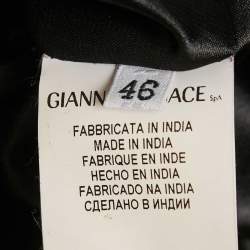 46
GIANN ACE SpA
FABBRICATA IN INDIA
MADE IN INDIA
FABRIQUE EN INDE
HECHO EN INDIA
FABRICADO NA INDIA
СДЕЛАНО В ИНДИИ